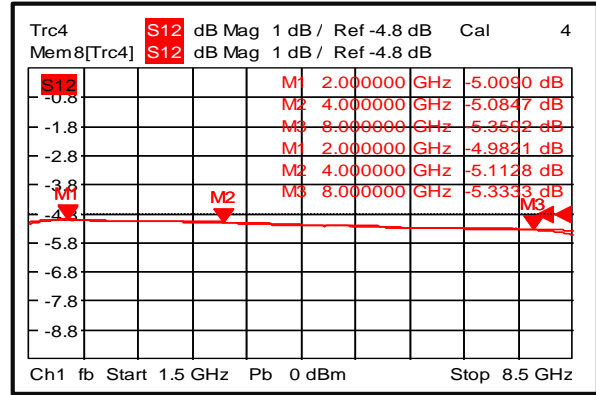 Trc4 S12 dB Mag 1 dB / Ref -4.8 dB Cal 4
Mem8[Trc4] S12 dB Mag 1 dB / Ref -4.8 dB
S12
M1 2.000000 GHz -5.0090 dB
M2 4.000000 GHz -5.0847 dB
M3 8.000000 GHz -5.3592 dB
M1 2.000000 GHz -4.9821 dB
M2 4.000000 GHz -5.1128 dB
M3 8.000000 GHz -5.3333 dB
-0.8
-1.8
-2.8
-3.8
M1 M2 M3
-4.8
-5.8
-6.8
-7.8
-8.8
Ch1 fb Start 1.5 GHz Pb 0 dBm Stop 8.5 GHz